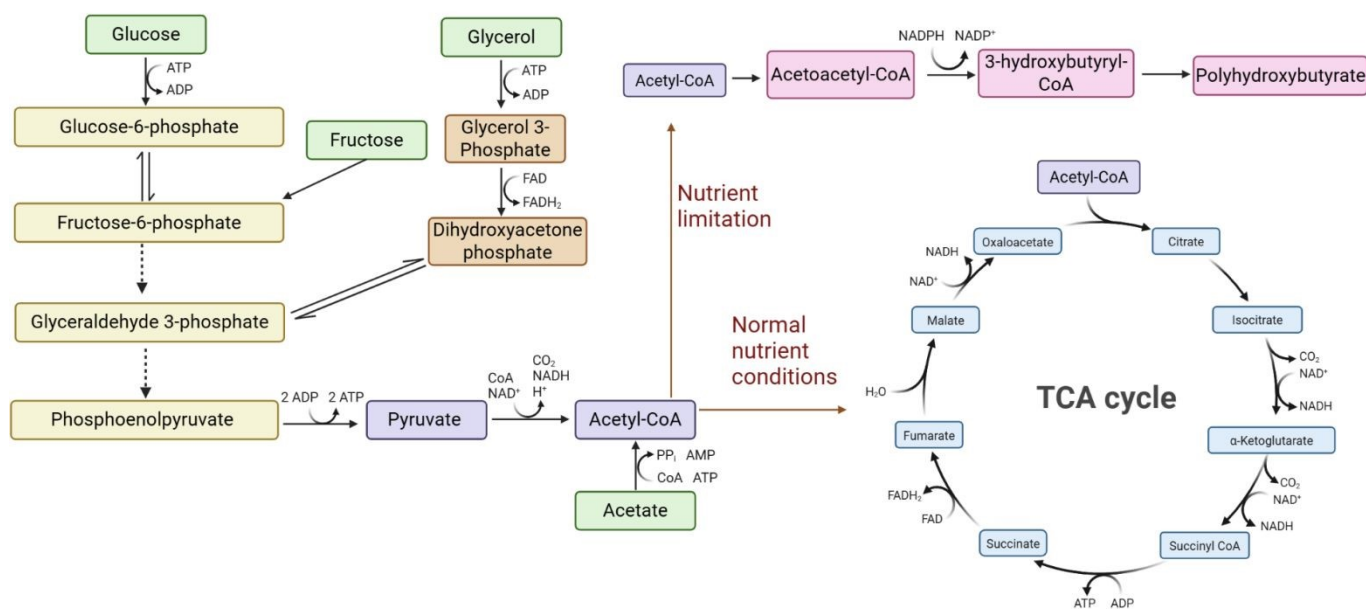 Glucose
ATP
ADP
Glucose-6-phosphate
Fructose
Fructose-6-phosphate
Glyceraldehyde 3-phosphate
Phosphoenolpyruvate
2 ADP 2 ATP
Pyruvate
CoA
NAD⁺
CO₂
NADH
H⁺
Acetyl-CoA
PPᵢ AMP
CoA ATP
Acetate
Glycerol
ATP
ADP
Glycerol 3-
Phosphate
FAD
FADH₂
Dihydroxyacetone
phosphate
Nutrient
limitation
Normal
nutrient
conditions
Acetyl-CoA
Acetoacetyl-CoA
NADPH NADP⁺
3-hydroxybutyryl-
CoA
Polyhydroxybutyrate
TCA cycle
Acetyl-CoA
Oxaloacetate
Citrate
Isocitrate
CO₂
NAD⁺
NADH
α-Ketoglutarate
CO₂
NAD⁺
NADH
Succinyl CoA
ATP ADP
Succinate
FADH₂
FAD
Fumarate
H₂O
Malate
NADH
NAD⁺